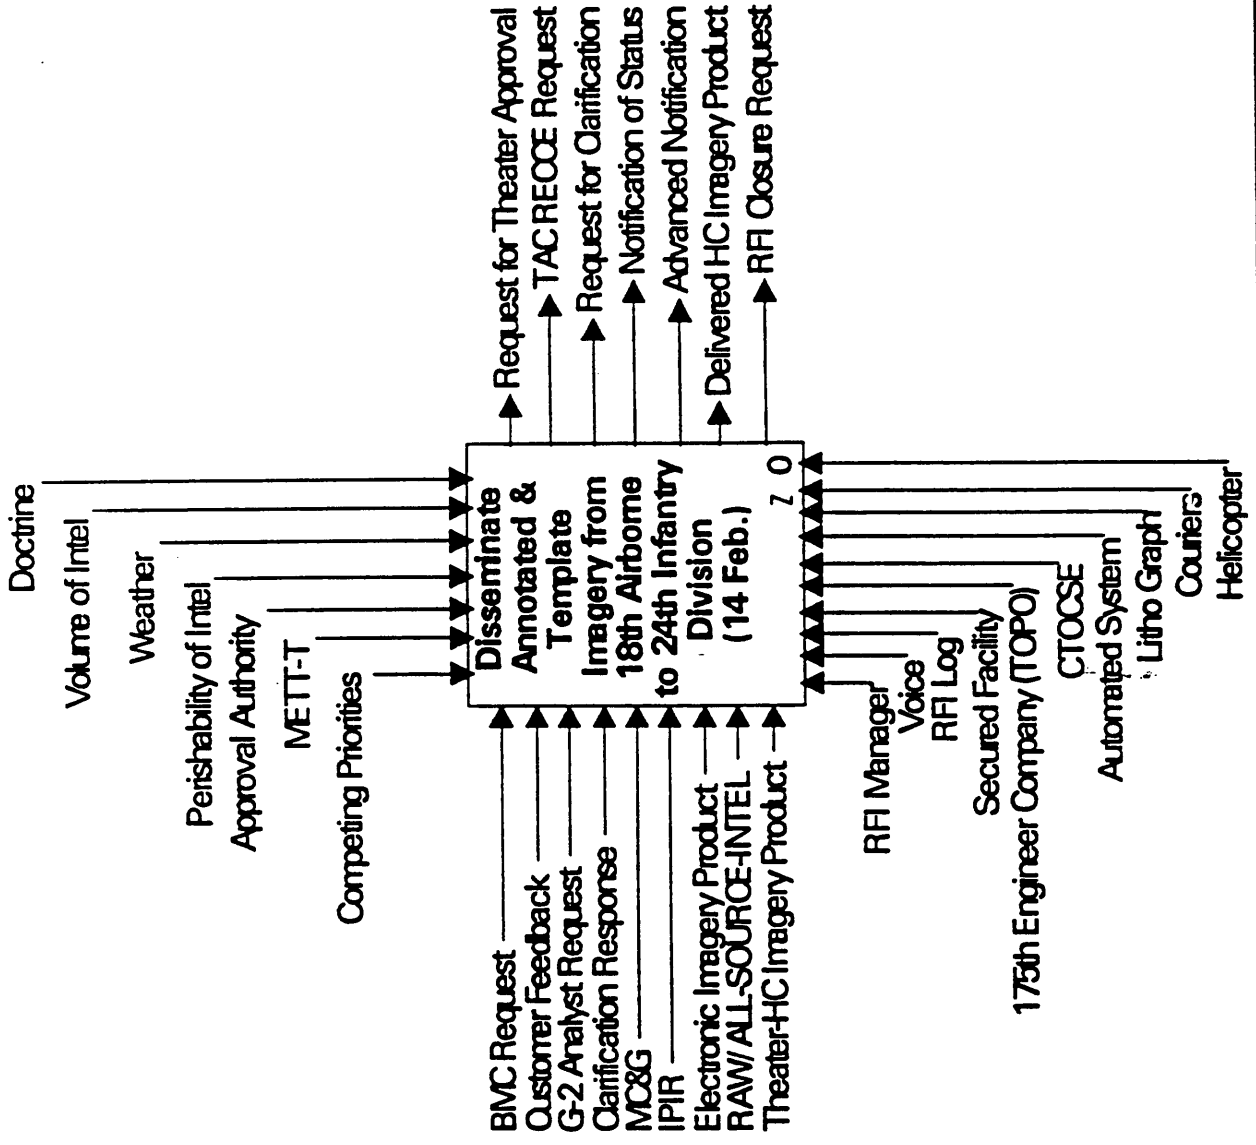 Doctrine
Volume of Intel
Weather
Perishability of Intel
Approval Authority
METT-T
Competing Priorities
BMC Request
Customer Feedback
G-2 Analyst Request
Clarification Response
MC&G
IPIR
Electronic Imagery Product
RAW/ALL-SOURCE-INTEL
Theater-HC Imagery Product
Disseminate
Annotated &
Template
Imagery from
18th Airborne
to 24th Infantry
Division
(14 Feb.)
Z O
Request for Theater Approval
TAC RECCE Request
Request for Clarification
Notification of Status
Advanced Notification
Delivered HC Imagery Product
RFI Closure Request
RFI Manager
Voice
RFI Log
Secured Facility
175th Engineer Company (TOPO)
CTOCSE
Automated System
Litho Graph
Couriers
Helicopter